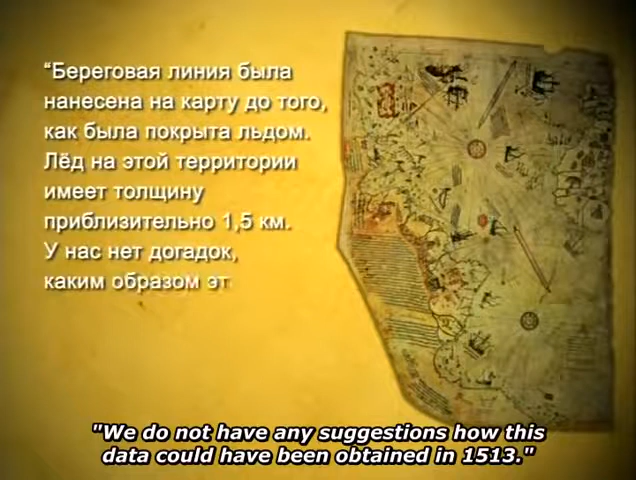 “Береговая линия была
нанесена на карту до того,
как была покрыта льдом.
Лёд на этой территории
имеет толщину
приблизительно 1,5 км.
У нас нет догадок,
каким образом эт
"We do not have any suggestions how this
data could have been obtained in 1513."